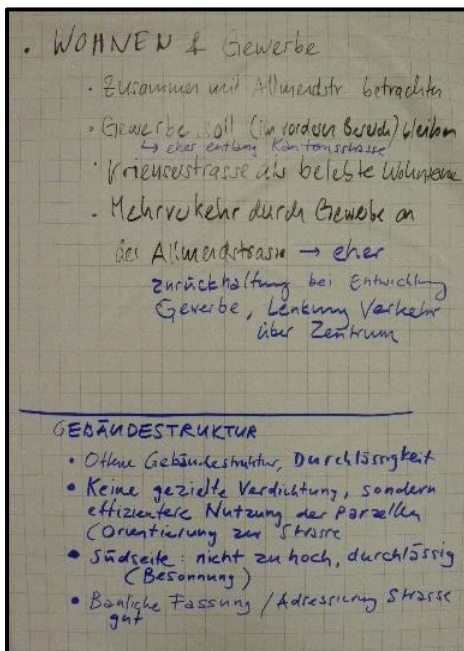 • WOHNEN & Gewerbe
• Zusammen mit Allmendstr. betrachten
• Gewerbe soll (im vorderen Bereich) bleiben
↳ eher entlang Kantonsstrasse
• Krienserstrasse als belebte
• Mehrverkehr durch Gewerbe an
der Allmendstrasse → eher
zurückhaltung bei Entwicklung
Gewerbe, Lenkung Verkehr
über Zentrum
GEBÄUDESTRUKTUR
• Offene Gebäudestruktur, Durchlässigkeit
• Keine gezielte Verdichtung, sondern
effizientere Nutzung der Parzellen
(Orientierung zur Strasse
• Südseite: nicht zu hoch, durchlässig
(Besonnung)
• Bauliche Fassung / Adressierung Strasse
gut